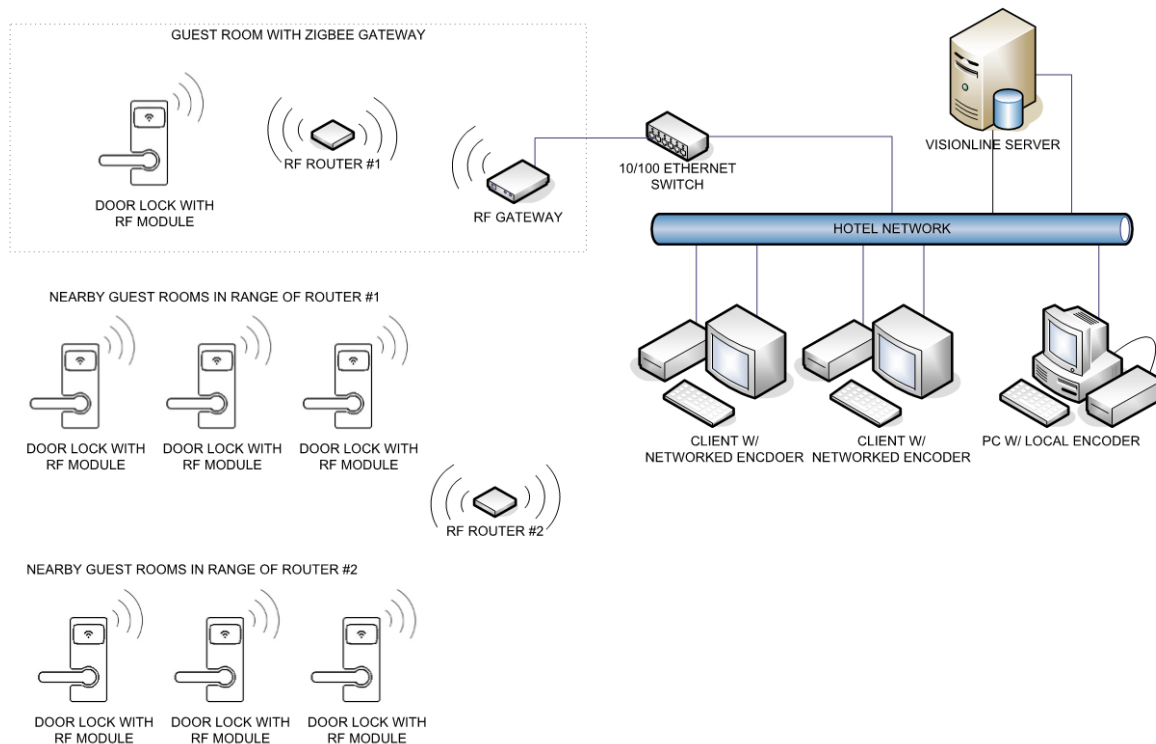 GUEST ROOM WITH ZIGBEE GATEWAY
RF ROUTER #1
DOOR LOCK WITH
RF MODULE
RF GATEWAY
10/100 ETHERNET
SWITCH
VISIONLINE SERVER
HOTEL NETWORK
NEARBY GUEST ROOMS IN RANGE OF ROUTER #1
DOOR LOCK WITH
RF MODULE
DOOR LOCK WITH
RF MODULE
DOOR LOCK WITH
RF MODULE
CLIENT W/
NETWORKED ENCDOER
CLIENT W/
NETWORKED ENCODER
PC W/ LOCAL ENCODER
RF ROUTER #2
NEARBY GUEST ROOMS IN RANGE OF ROUTER #2
DOOR LOCK WITH
RF MODULE
DOOR LOCK WITH
RF MODULE
DOOR LOCK WITH
RF MODULE